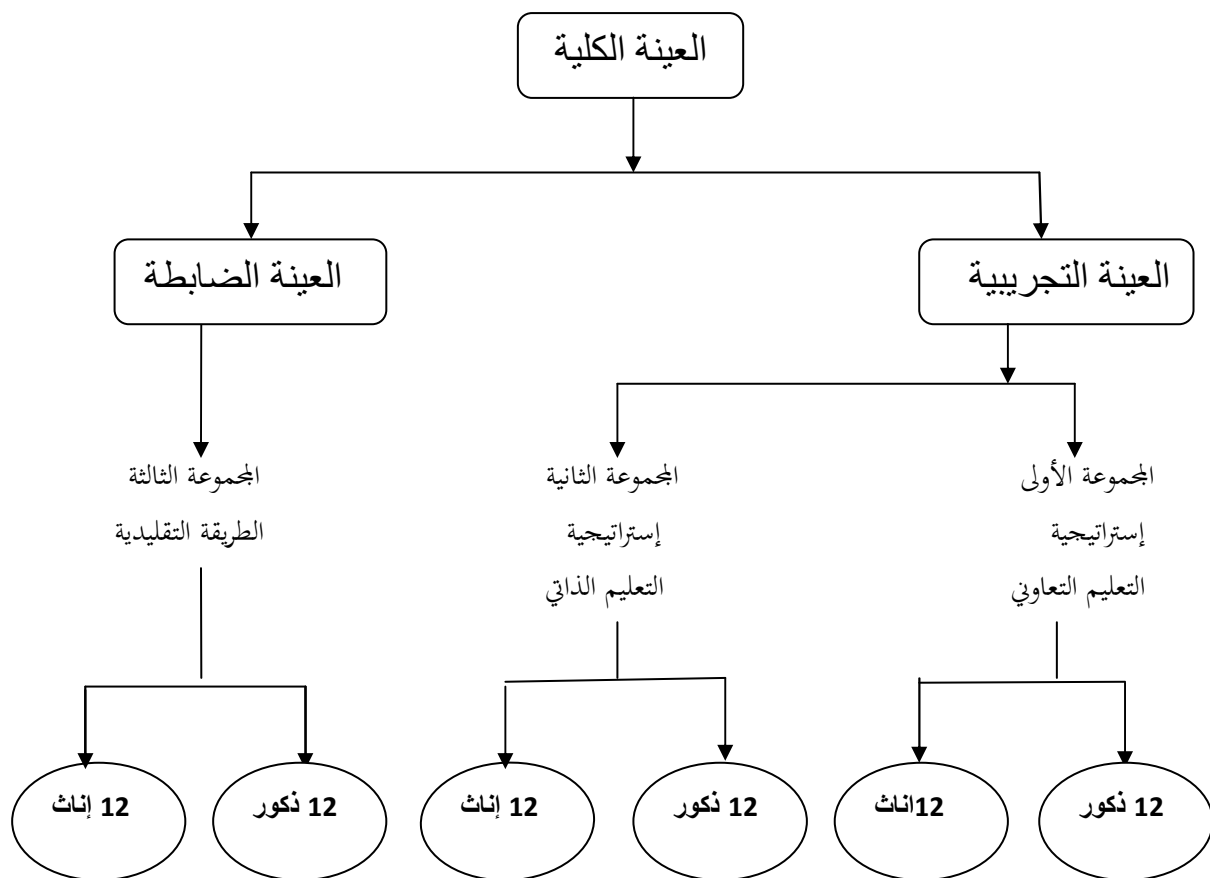 العينة الكلية
العينة التجريبية
العينة الضابطة
المجموعة الأولى
إستراتيجية
التعليم التعاوني
المجموعة الثانية
إستراتيجية
التعليم الذاتي
المجموعة الثالثة
الطريقة التقليدية
12 ذكور
12اناث
12 ذكور
12 إناث
12 ذكور
12 إناث